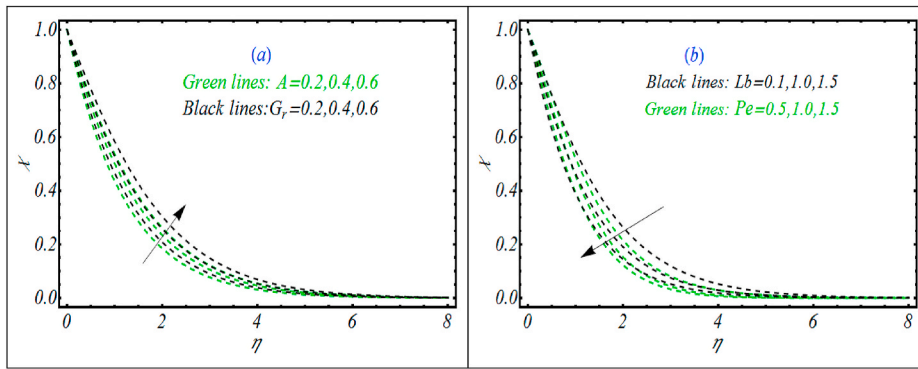 (a)
Green lines: A=0.2,0.4,0.6
Black lines:G_r=0.2,0.4,0.6
χ
1.0
0.8
0.6
0.4
0.2
0.0
0 2 4 6 8
η
(b)
Black lines: Lb=0.1,1.0,1.5
Green lines: Pe=0.5,1.0,1.5
χ
1.0
0.8
0.6
0.4
0.2
0.0
0 2 4 6 8
η